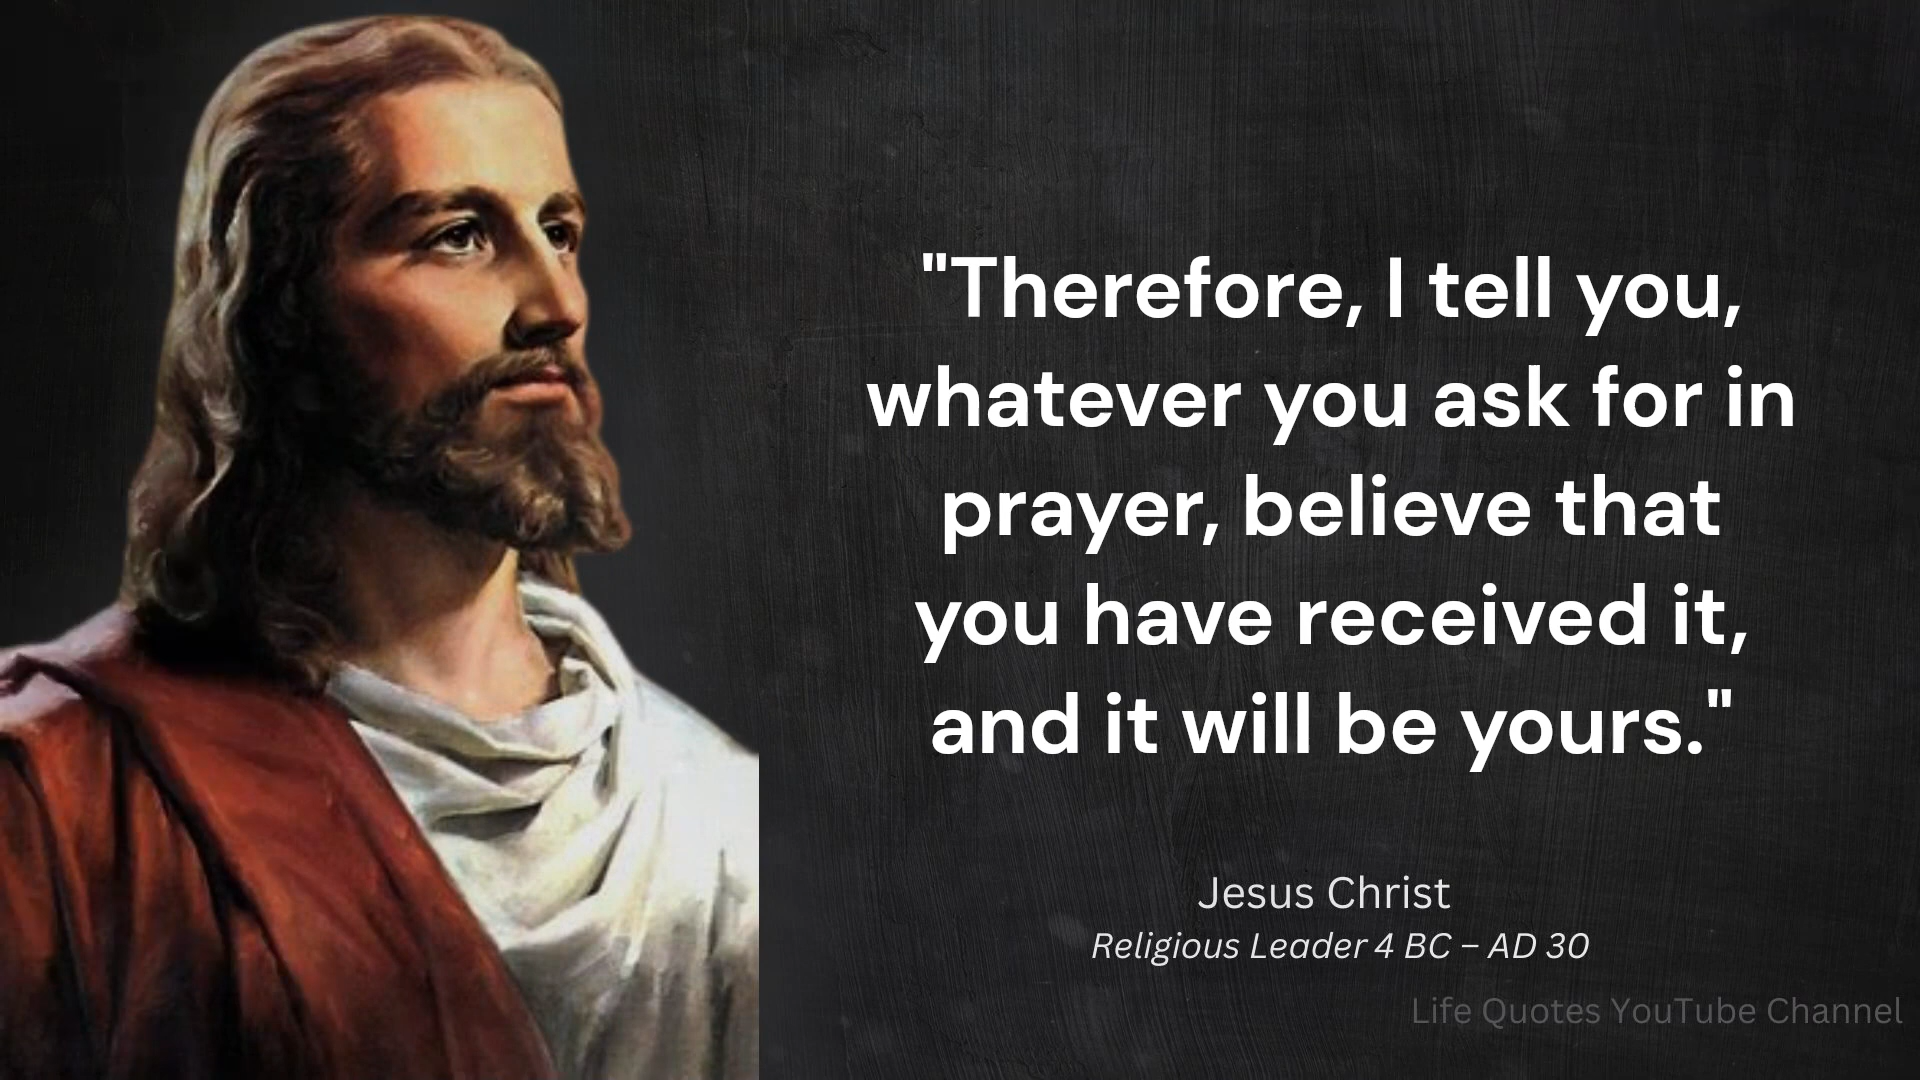 "Therefore, I tell you,
whatever you ask for in
prayer, believe that
you have received it,
and it will be yours."
Jesus Christ
Religious Leader 4 BC – AD 30
Life Quotes YouTube Channel